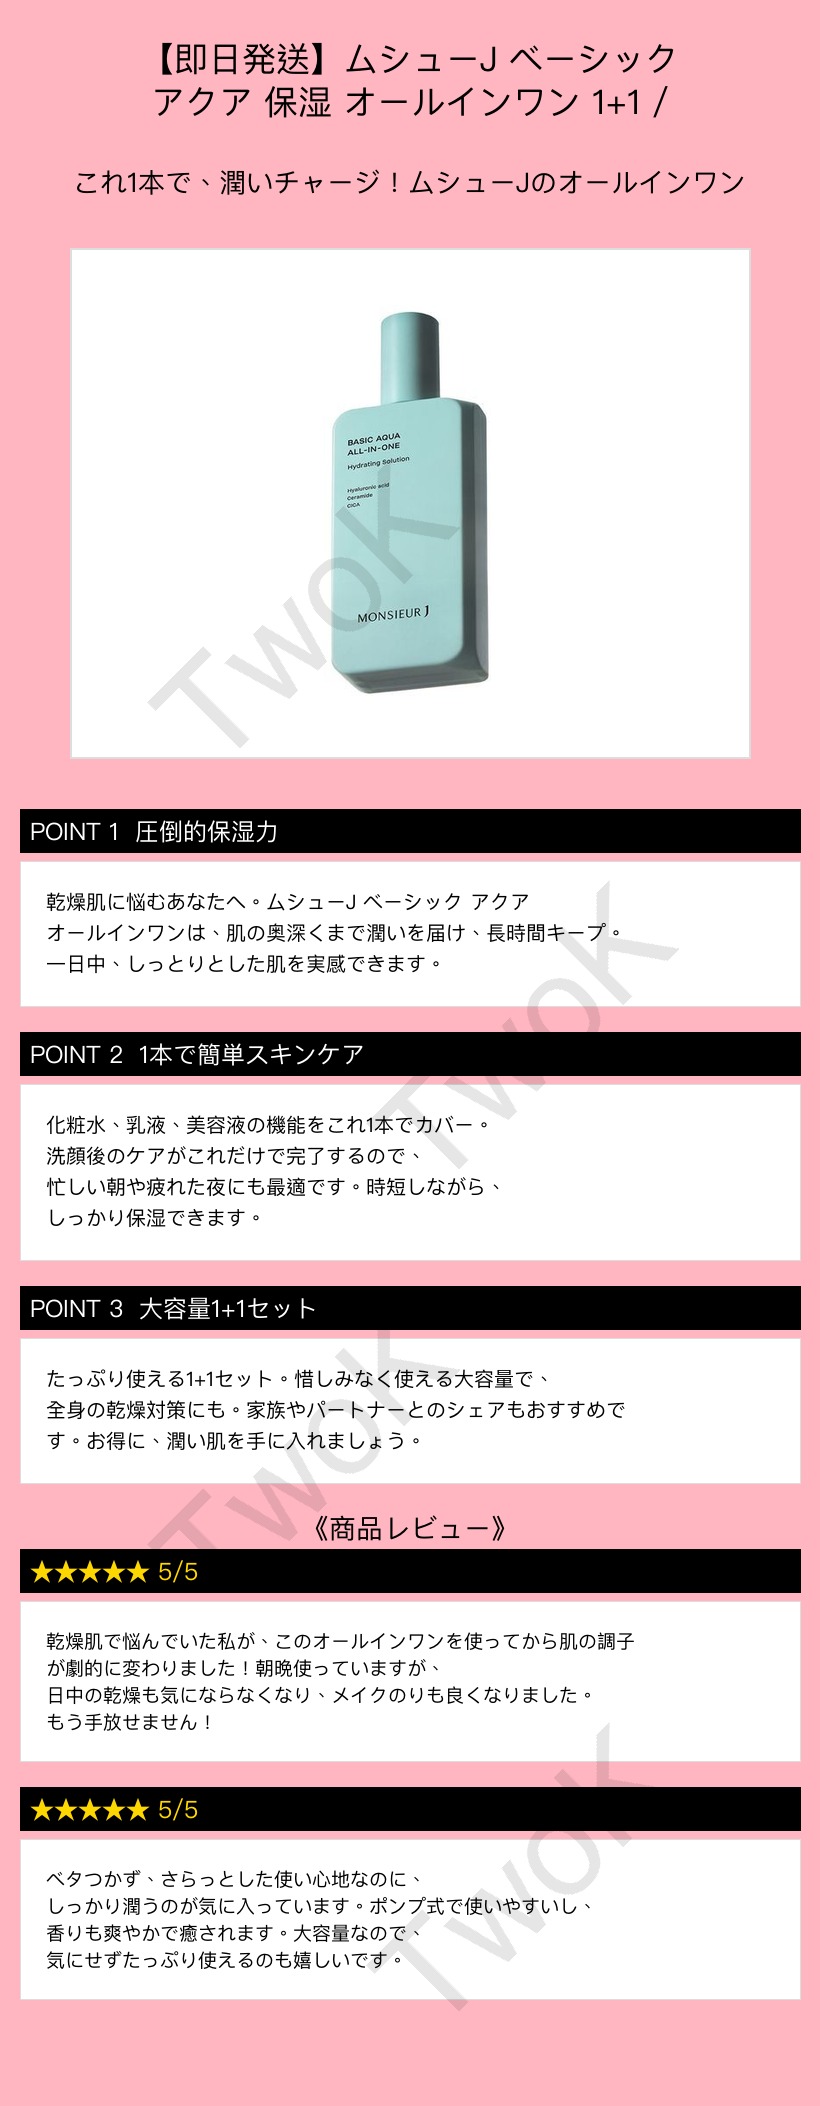 【即日発送】ムシューJ ベーシック
アクア 保湿 オールインワン 1+1 /
これ1本で、潤いチャージ！ムシューJのオールインワン
BASIC AQUA
ALL-IN-ONE
Hydrating Solution
Hyaluronic acid
Ceramide
CICA
MONSIEUR J
TwoK
POINT 1 圧倒的保湿力
乾燥肌に悩むあなたへ。ムシューJ ベーシック アクア
オールインワンは、肌の奥深くまで潤いを届け、長時間キープ。
一日中、しっとりとした肌を実感できます。
TwoK
POINT 2 1本で簡単スキンケア
化粧水、乳液、美容液の機能をこれ1本でカバー。
洗顔後のケアがこれだけで完了するので、
忙しい朝や疲れた夜にも最適です。時短しながら、
しっかり保湿できます。
POINT 3 大容量1+1セット
たっぷり使える1+1セット。惜しみなく使える大容量で、
全身の乾燥対策にも。家族やパートナーとのシェアもおすすめで
す。お得に、潤い肌を手に入れましょう。
TwoK
《商品レビュー》
★★★★★ 5/5
乾燥肌で悩んでいた私が、このオールインワンを使ってから肌の調子
が劇的に変わりました！朝晩使っていますが、
日中の乾燥も気にならなくなり、メイクのりも良くなりました。
もう手放せません！
★★★★★ 5/5
ベタつかず、さらっとした使い心地なのに、
しっかり潤うのが気に入っています。ポンプ式で使いやすいし、
香りも爽やかで癒されます。大容量なので、
気にせずたっぷり使えるのも嬉しいです。
TwoK